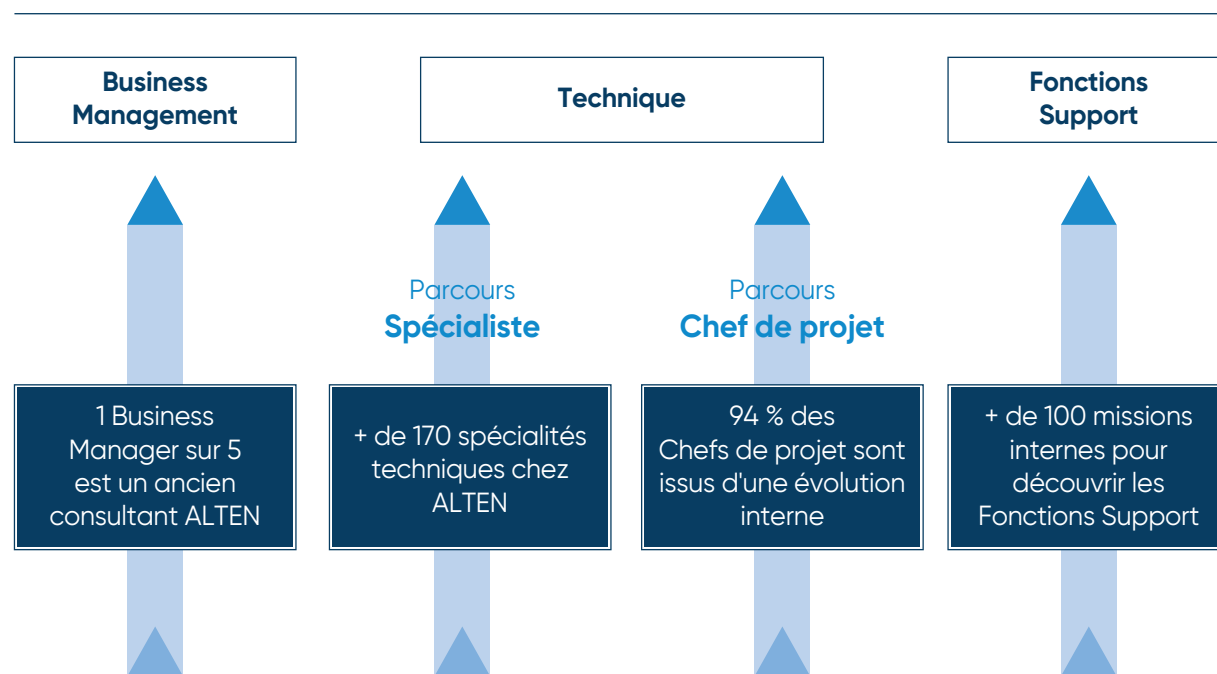 Business
Management
Technique
Fonctions
Support
Parcours
Spécialiste
Parcours
Chef de projet
1 Business
Manager sur 5
est un ancien
consultant ALTEN
+ de 170 spécialités
techniques chez
ALTEN
94 % des
Chefs de projet sont
issus d'une évolution
interne
+ de 100 missions
internes pour
découvrir les
Fonctions Support